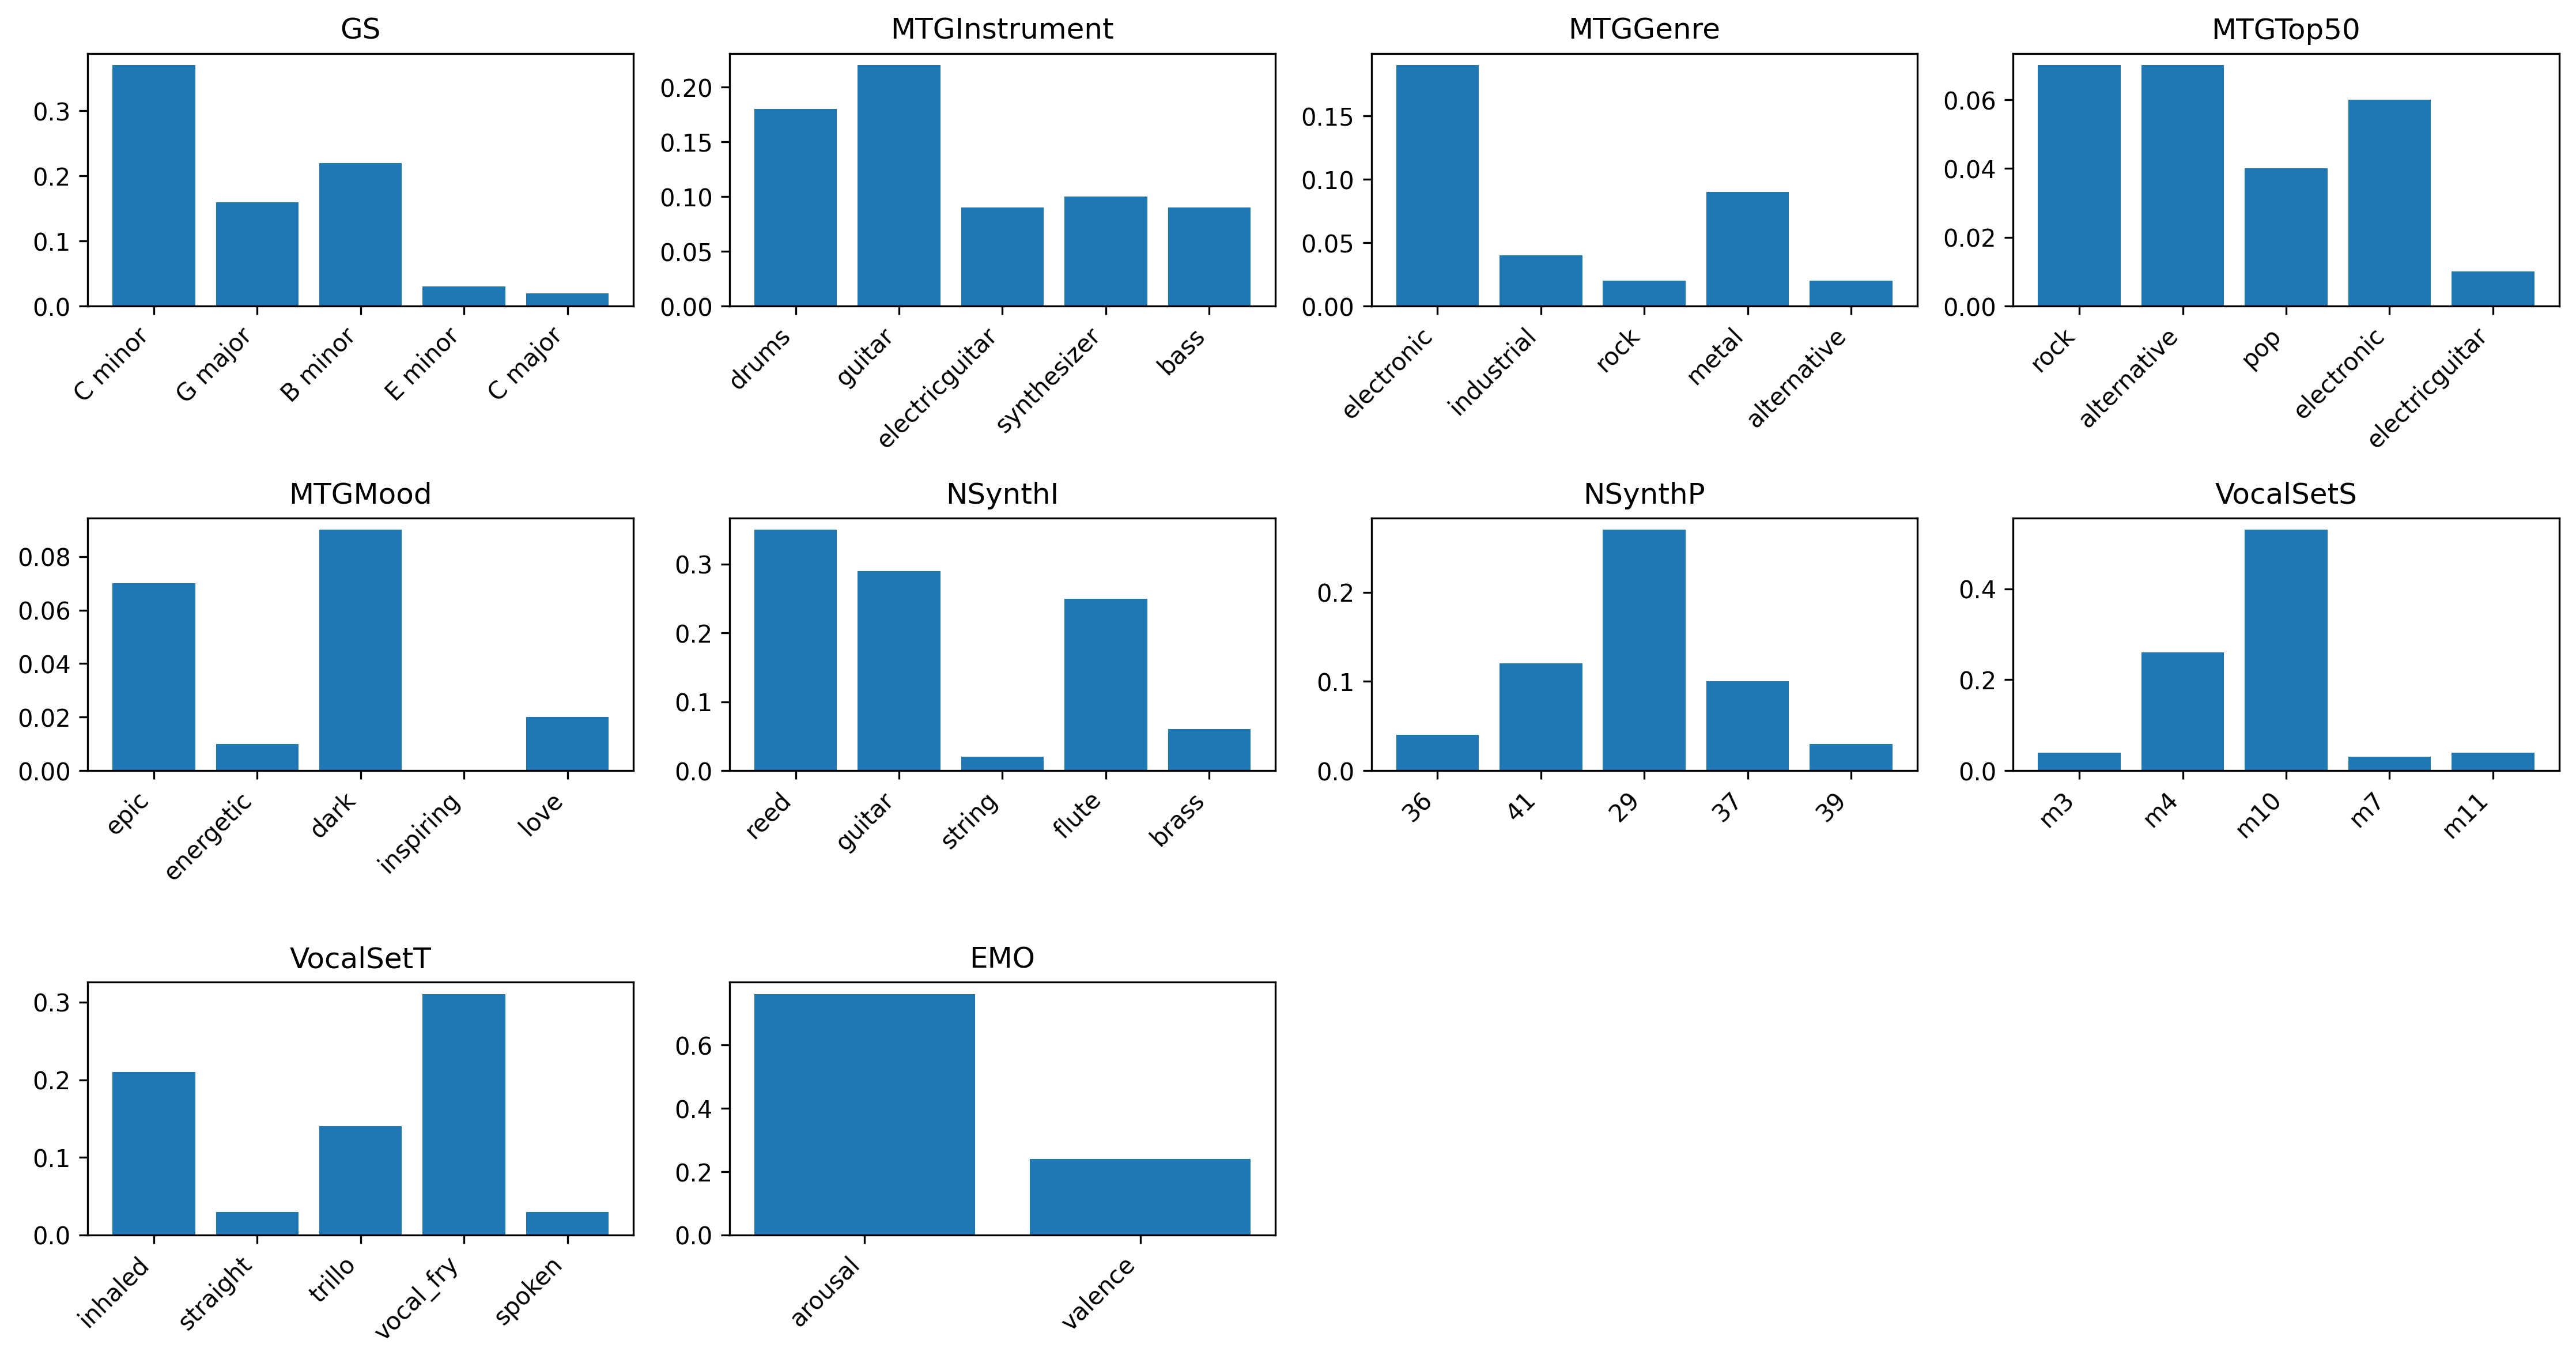 GS
0.3
0.2
0.1
0.0
C minor
G major
B minor
E minor
C major
MTGInstrument
0.20
0.15
0.10
0.05
0.00
drums
guitar
electricguitar
synthesizer
bass
MTGGenre
0.15
0.10
0.05
0.00
electronic
industrial
rock
metal
alternative
MTGTop50
0.06
0.04
0.02
0.00
rock
alternative
pop
electronic
electricguitar
MTGMood
0.08
0.06
0.04
0.02
0.00
epic
energetic
dark
inspiring
love
NSynthI
0.3
0.2
0.1
0.0
reed
guitar
string
flute
brass
NSynthP
0.2
0.1
0.0
36
41
29
37
39
VocalSetS
0.4
0.2
0.0
m3
m4
m10
m7
m11
VocalSetT
0.3
0.2
0.1
0.0
inhaled
straight
trillo
vocal_fry
spoken
EMO
0.6
0.4
0.2
0.0
arousal
valence